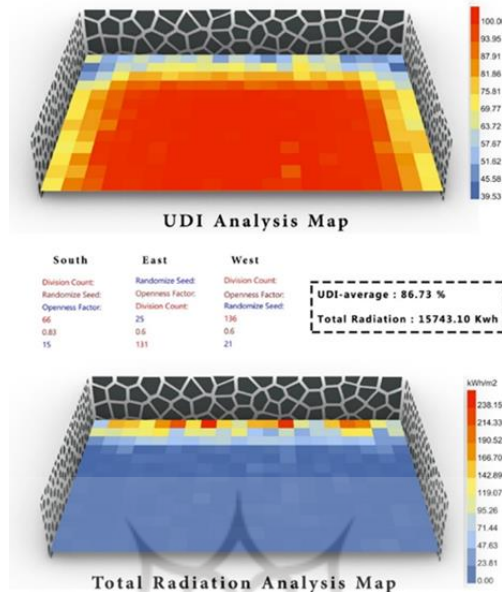 100.00
93.95
87.91
81.86
75.81
69.77
63.72
57.67
51.62
45.58
39.53
UDI Analysis Map
South East West
Division Count: Randomize Seed: Division Count:
Randomize Seed: Openness Factor: Openness Factor:
Openness Factor: Division Count: Randomize Seed:
66 25 136
0.83 0.6 0.6
15 131 21
UDI-average : 86.73 %
Total Radiation : 15743.10 Kwh
kWh/m2
238.15
214.33
190.52
166.70
142.89
119.07
95.26
71.44
47.63
23.81
0.00
Total Radiation Analysis Map